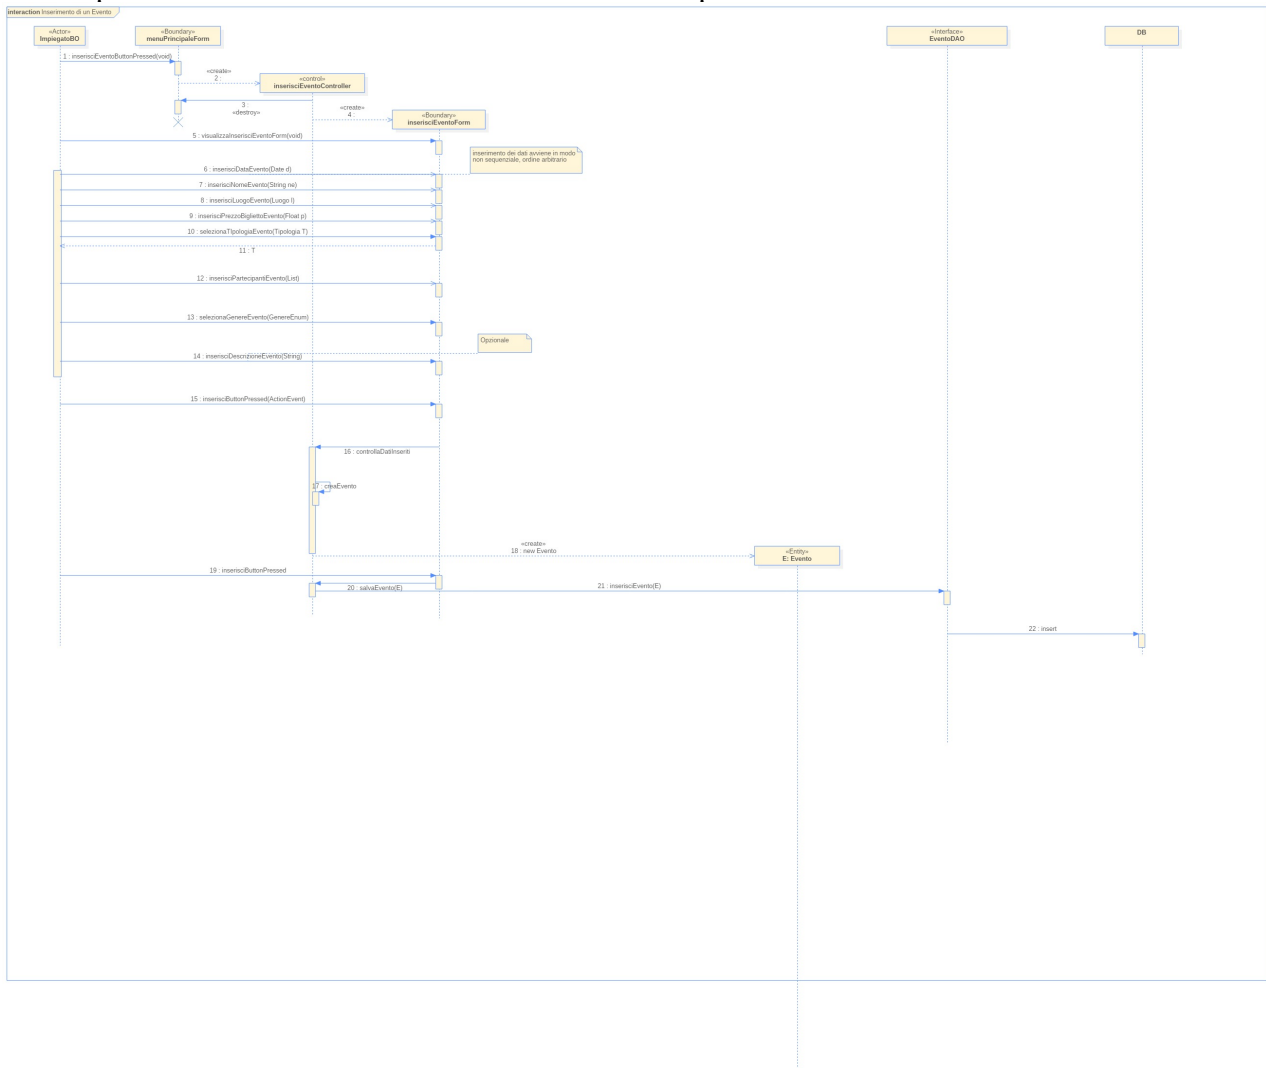 interaction Inserimento di un Evento
«Actor»
ImpiegatoBO
«Boundary»
menuPrincipaleForm
«Interface»
EventoDAO
DB
1 : inserisciEventoButtonPressed(void)
«create»
2 :
«control»
inserisciEventoController
3
«destroy»
«create»
4 :
«Boundary»
inserisciEventoForm
5 : visualizzaInserisciEventoForm(void)
inserimento dei dati avviene in modo
non sequenziale, ordine arbitrario
6 : inserisciDataEvento(Date d)
7 : inserisciNomeEvento(String ne)
8 : inserisciLuogoEvento(Luogo l)
9 : inserisciPrezzoBigliettoEvento(Float p)
10 : selezionaTIpologiaEvento(Tipologia T)
11 : T
12 : inserisciPartecipantiEvento(List)
13 : selezionaGenereEvento(GenereEnum)
Opzionale
14 : inserisciDescrizioneEvento(String)
15 : inserisciButtonPressed(ActionEvent)
16 : controllaDatiInseriti
17 : creaEvento
«create»
18 : new Evento
«Entity»
E: Evento
19 : inserisciButtonPressed
20 : salvaEvento(E)
21 : inserisciEvento(E)
22 : insert